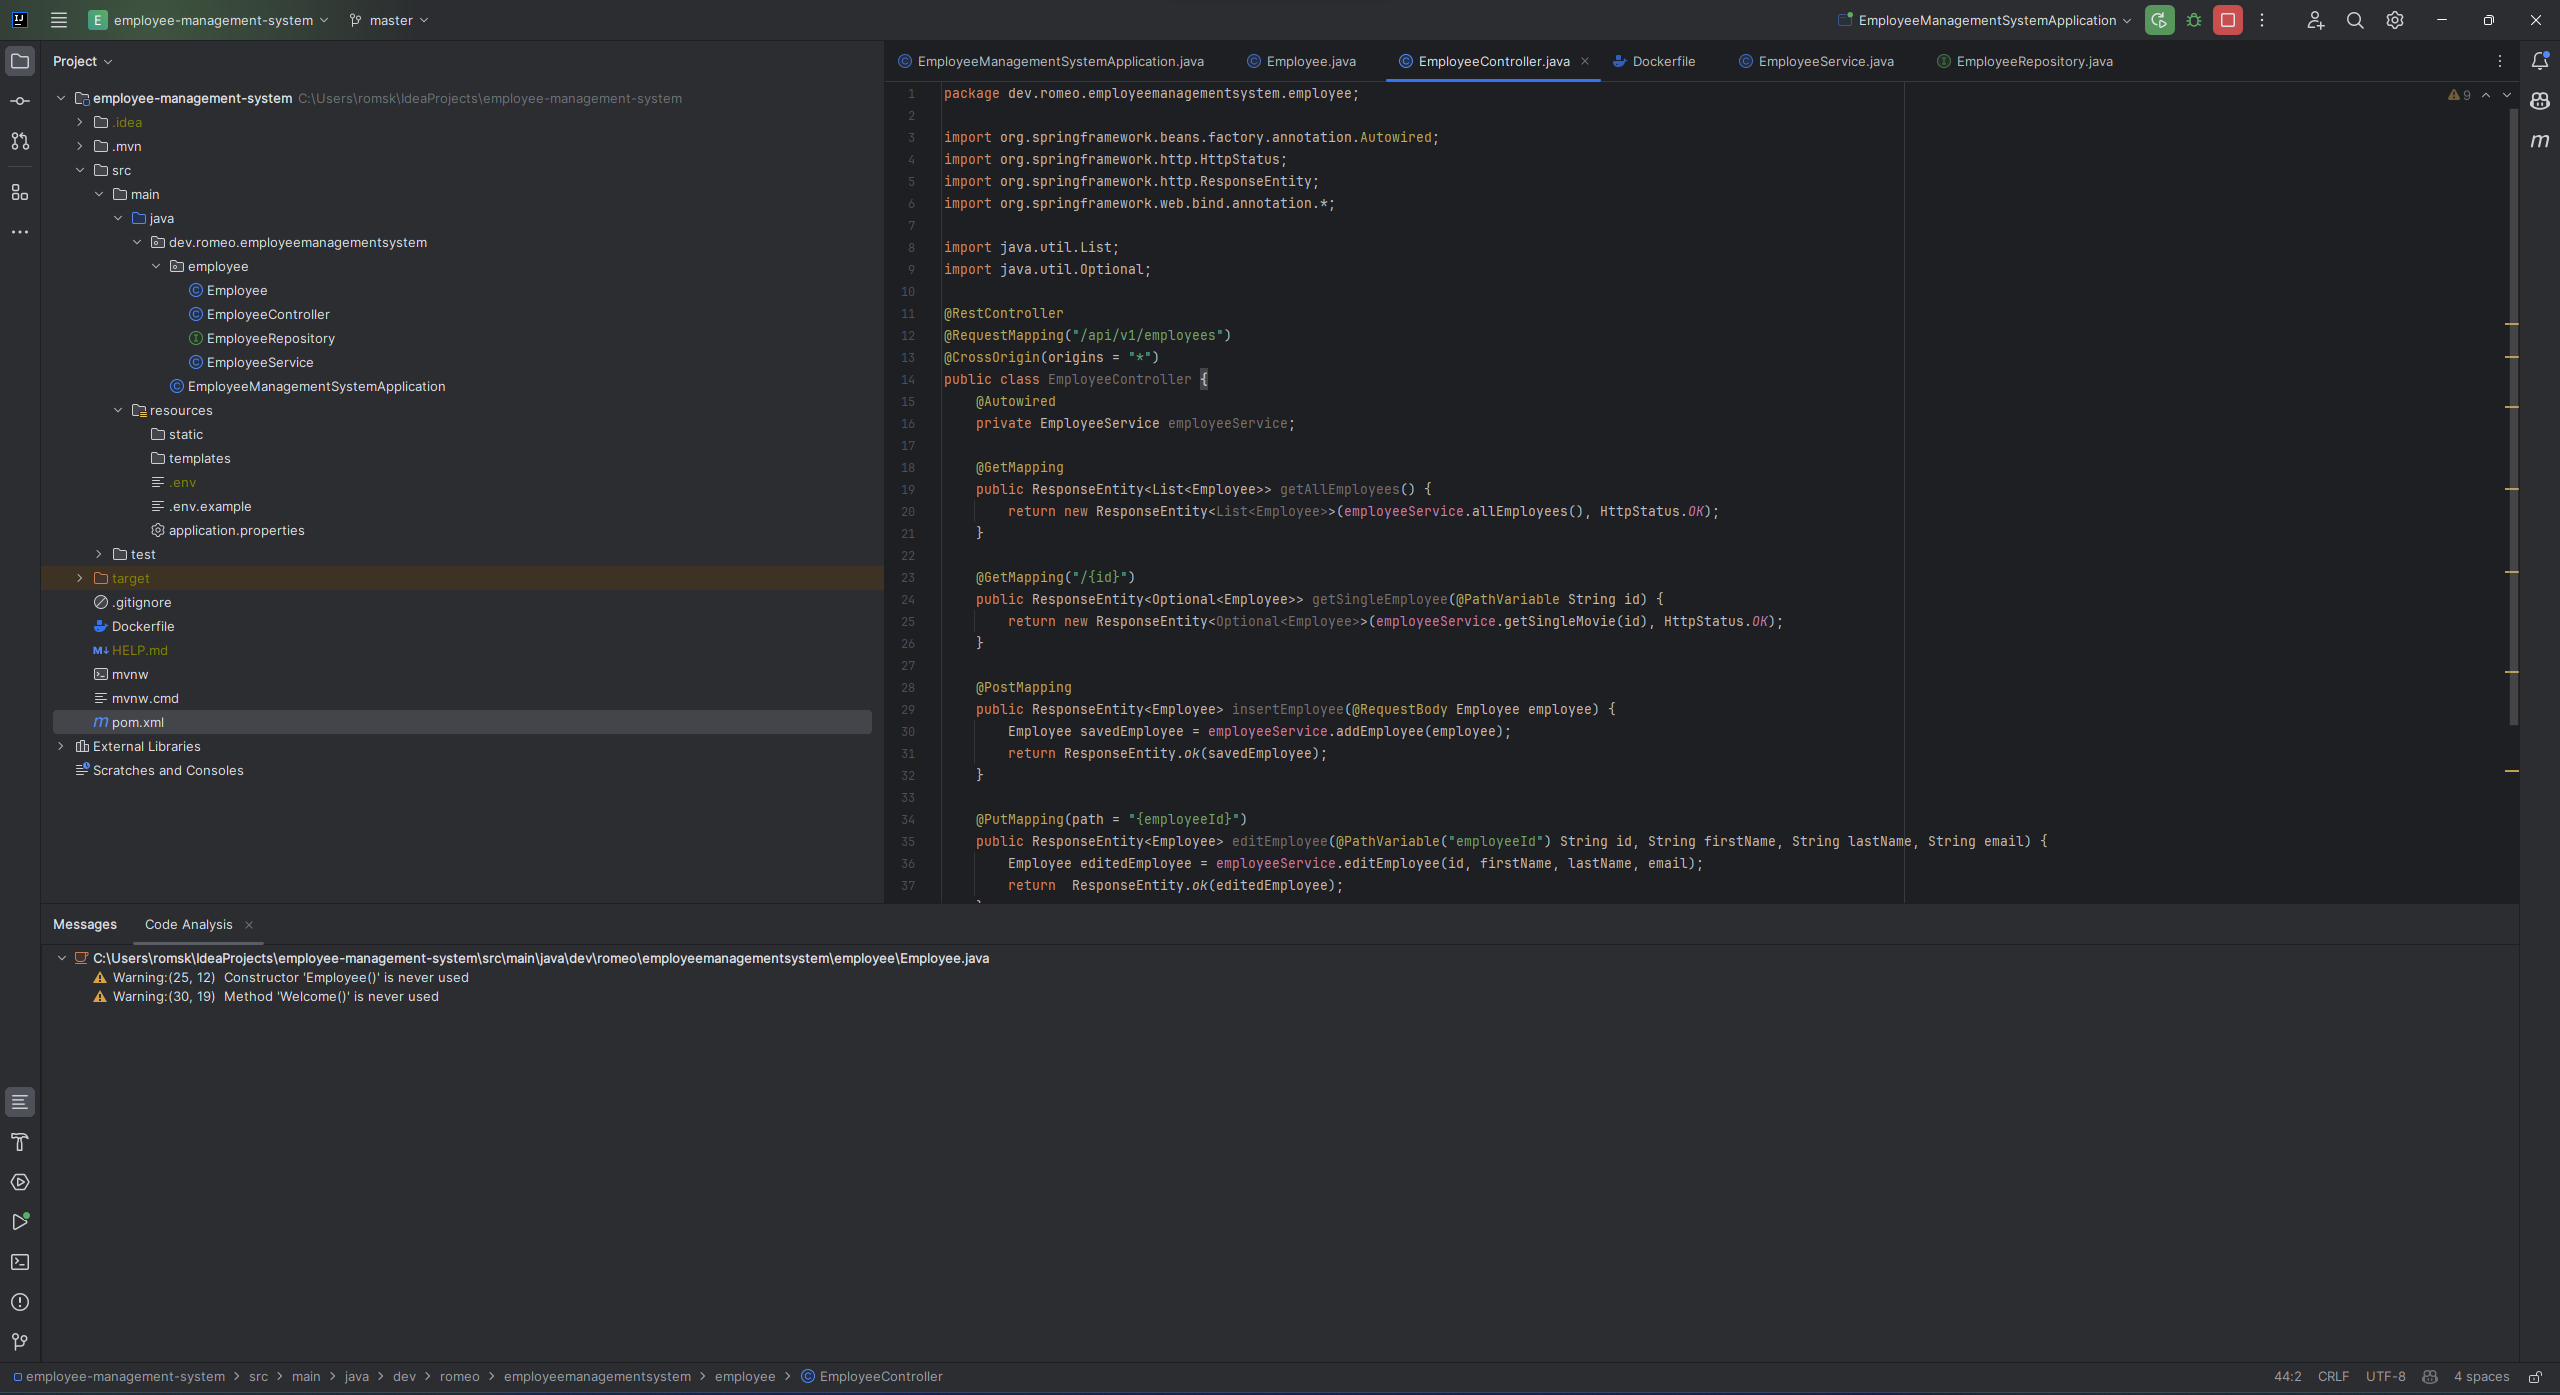 employee-management-system
master
EmployeeManagementSystemApplication
Project
employee-management-system C:\Users\romsk\IdeaProjects\employee-management-system
.idea
.mvn
src
main
java
dev.romeo.employeemanagementsystem
employee
Employee
EmployeeController
EmployeeRepository
EmployeeService
EmployeeManagementSystemApplication
resources
static
templates
.env
.env.example
application.properties
test
target
.gitignore
Dockerfile
HELP.md
mvnw
mvnw.cmd
pom.xml
External Libraries
Scratches and Consoles
EmployeeManagementSystemApplication.java Employee.java EmployeeController.java Dockerfile EmployeeService.java EmployeeRepository.java
9
1 package dev.romeo.employeemanagementsystem.employee;
2
3 import org.springframework.beans.factory.annotation.Autowired;
4 import org.springframework.http.HttpStatus;
5 import org.springframework.http.ResponseEntity;
6 import org.springframework.web.bind.annotation.*;
7
8 import java.util.List;
9 import java.util.Optional;
10
11 @RestController
12 @RequestMapping("/api/v1/employees")
13 @CrossOrigin(origins = "*")
14 public class EmployeeController {
15     @Autowired
16     private EmployeeService employeeService;
17
18     @GetMapping
19     public ResponseEntity<List<Employee>> getAllEmployees() {
20         return new ResponseEntity<List<Employee>>(employeeService.allEmployees(), HttpStatus.OK);
21     }
22
23     @GetMapping("/{id}")
24     public ResponseEntity<Optional<Employee>> getSingleEmployee(@PathVariable String id) {
25         return new ResponseEntity<Optional<Employee>>(employeeService.getSingleMovie(id), HttpStatus.OK);
26     }
27
28     @PostMapping
29     public ResponseEntity<Employee> insertEmployee(@RequestBody Employee employee) {
30         Employee savedEmployee = employeeService.addEmployee(employee);
31         return ResponseEntity.ok(savedEmployee);
32     }
33
34     @PutMapping(path = "{employeeId}")
35     public ResponseEntity<Employee> editEmployee(@PathVariable("employeeId") String id, String firstName, String lastName, String email) {
36         Employee editedEmployee = employeeService.editEmployee(id, firstName, lastName, email);
37         return  ResponseEntity.ok(editedEmployee);
Messages Code Analysis
C:\Users\romsk\IdeaProjects\employee-management-system\src\main\java\dev\romeo\employeemanagementsystem\employee\Employee.java
Warning:(25, 12) Constructor 'Employee()' is never used
Warning:(30, 19) Method 'Welcome()' is never used
employee-management-system > src > main > java > dev > romeo > employeemanagementsystem > employee > EmployeeController
44:2 CRLF UTF-8 4 spaces